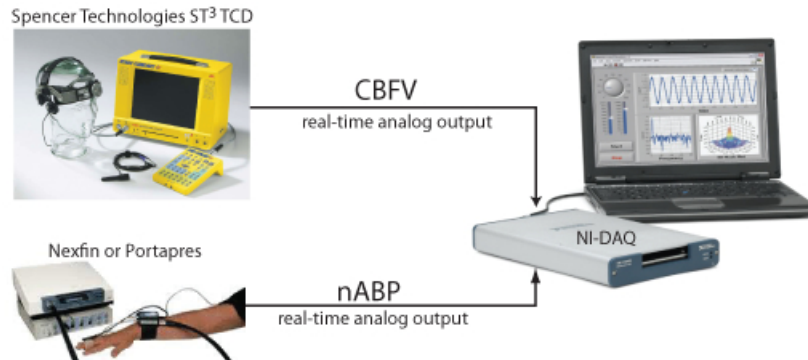 Spencer Technologies ST³ TCD
CBFV
real-time analog output
NI-DAQ
Nexfin or Portapres
nABP
real-time analog output